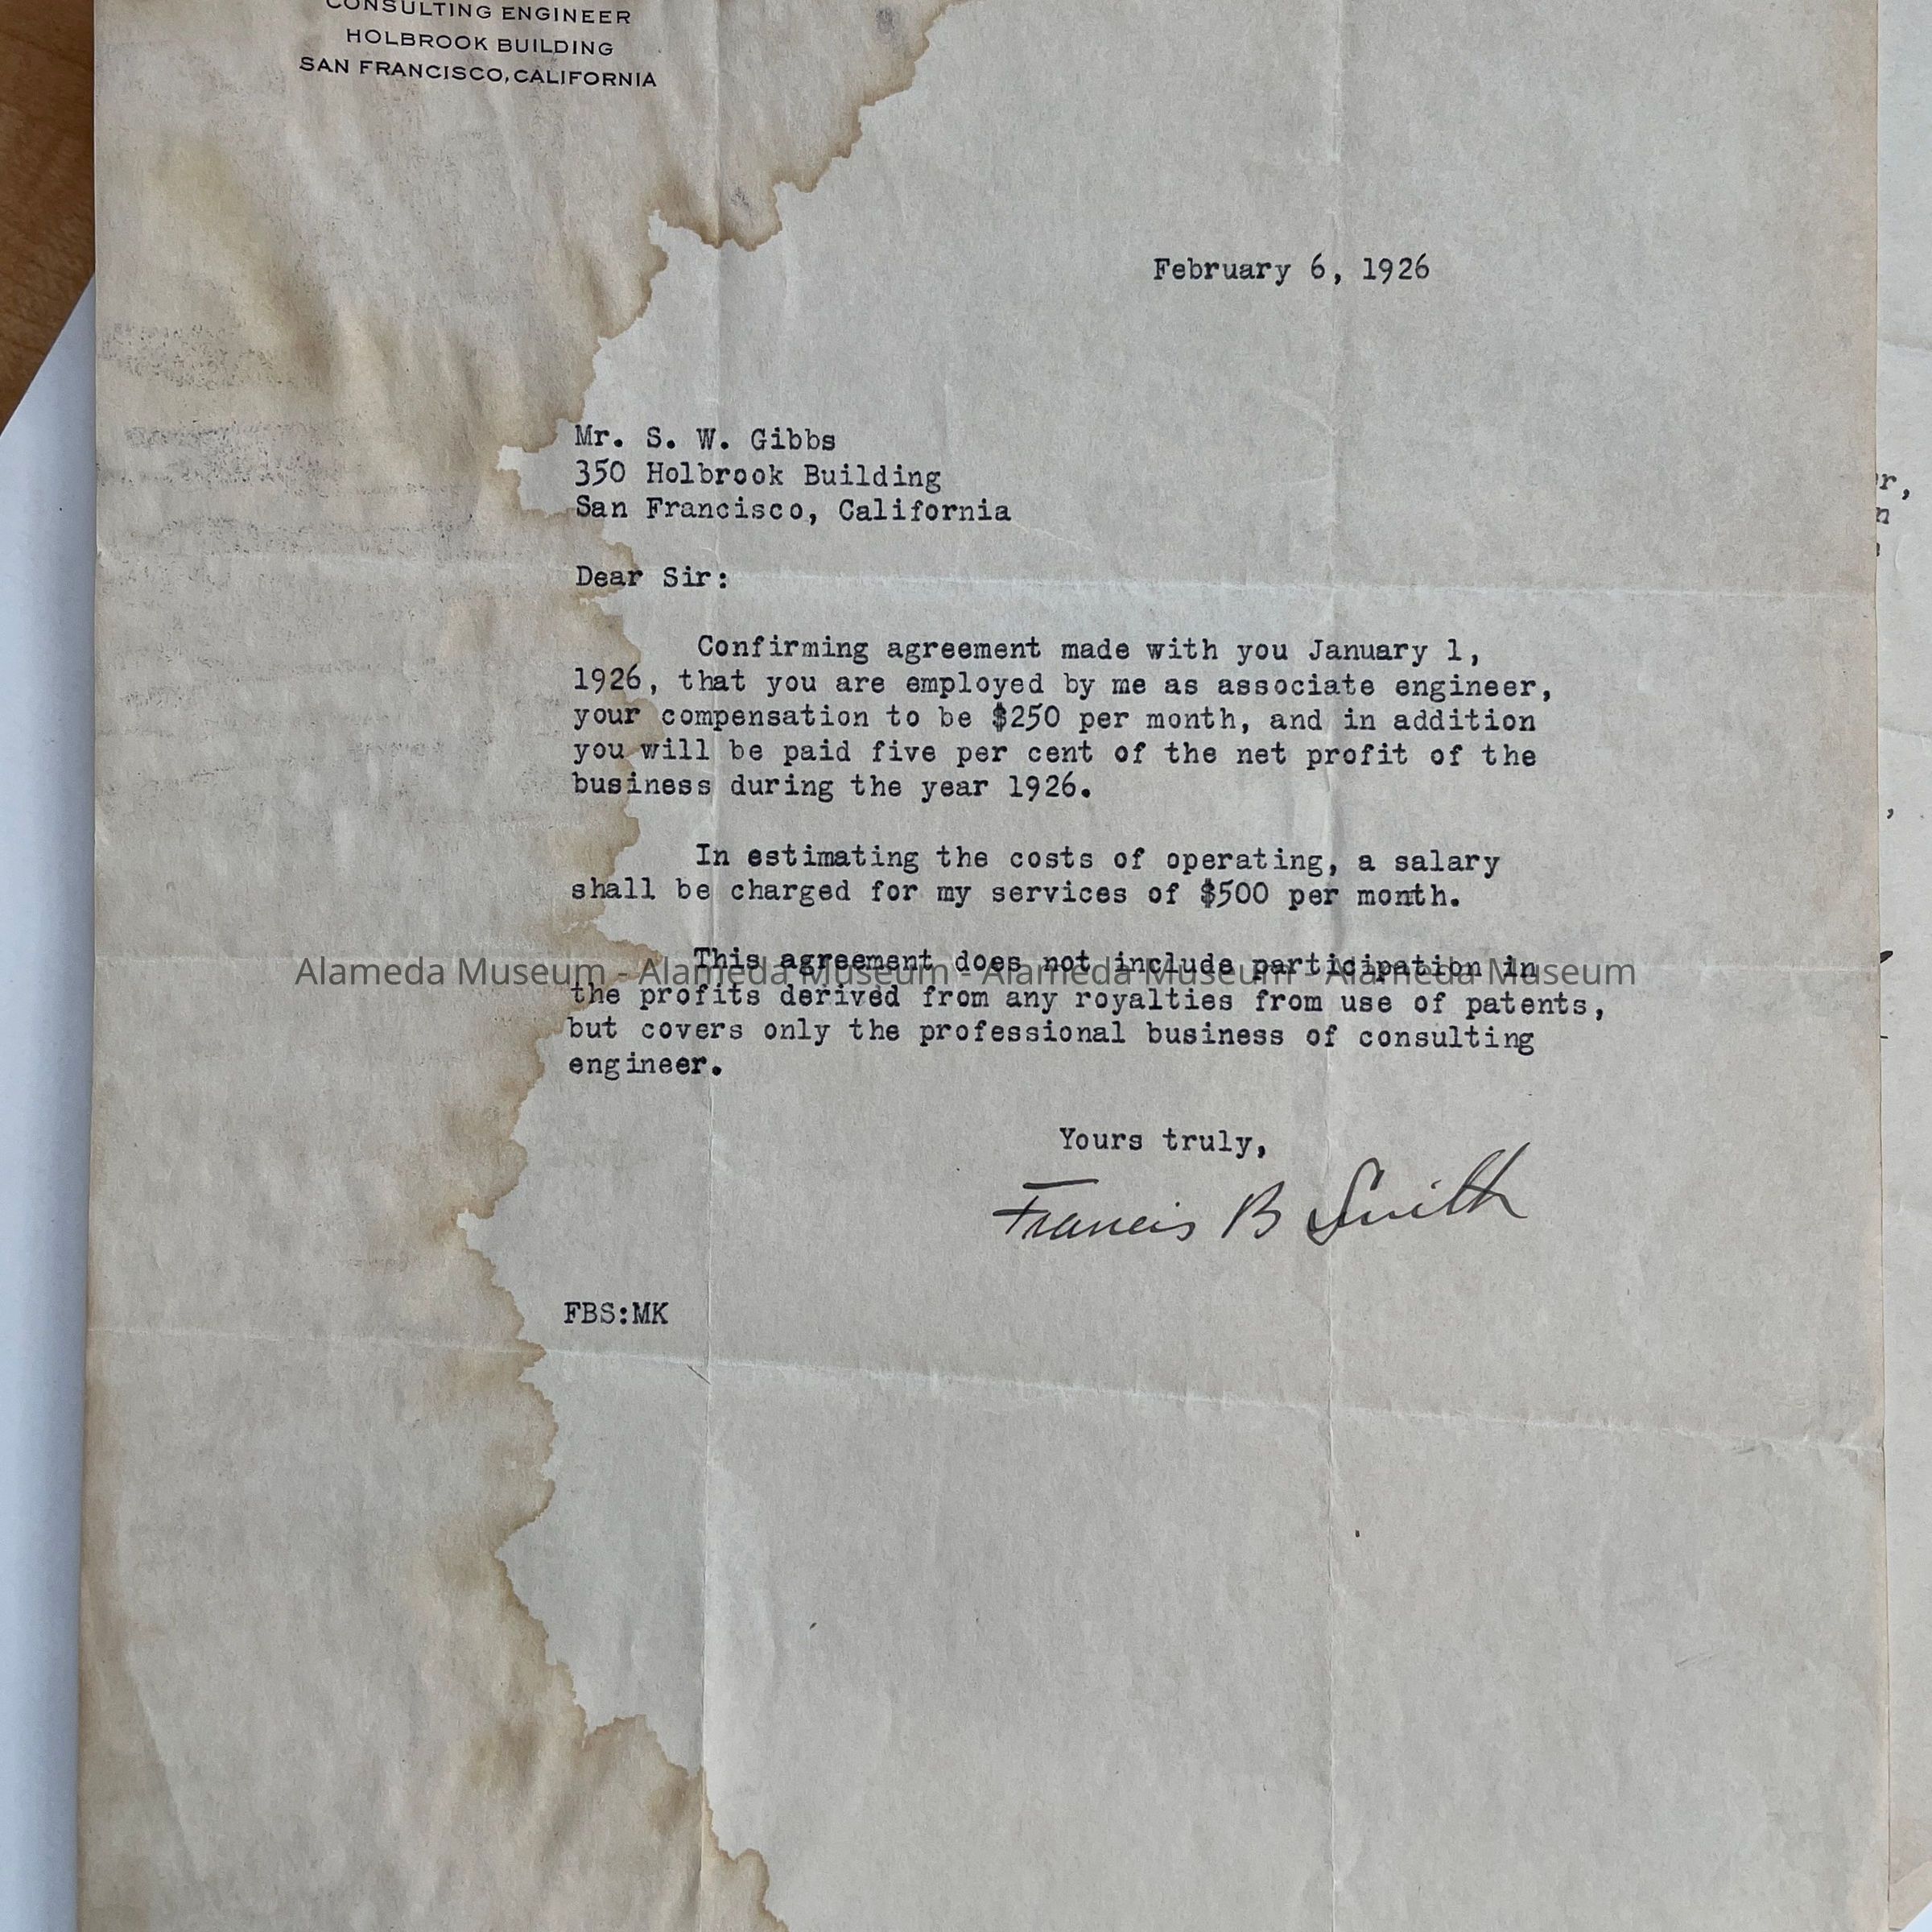 CONSULTING ENGINEER
HOLBROOK BUILDING
SAN FRANCISCO, CALIFORNIA
February 6, 1926
Mr. S. W. Gibbs
350 Holbrook Building
San Francisco, California
Dear Sir:
Confirming agreement made with you January 1,
1926, that you are employed by me as associate engineer,
your compensation to be $250 per month, and in addition
you will be paid five per cent of the net profit of the
business during the year 1926.
In estimating the costs of operating, a salary
shall be charged for my services of $500 per month.
This agreement does not include participation in
Alameda Museum - Alameda Museum - Alameda Museum - Alameda Museum
the profits derived from any royalties from use of patents,
but covers only the professional business of consulting
engineer.
Yours truly,
Francis B Smith
FBS:MK